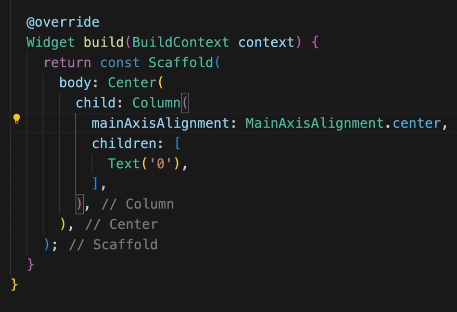 @override
Widget build(BuildContext context) {
return const Scaffold(
body: Center(
child: Column(
mainAxisAlignment: MainAxisAlignment.center,
children: [
Text('0'),
],
), // Column
), // Center
); // Scaffold
}
}